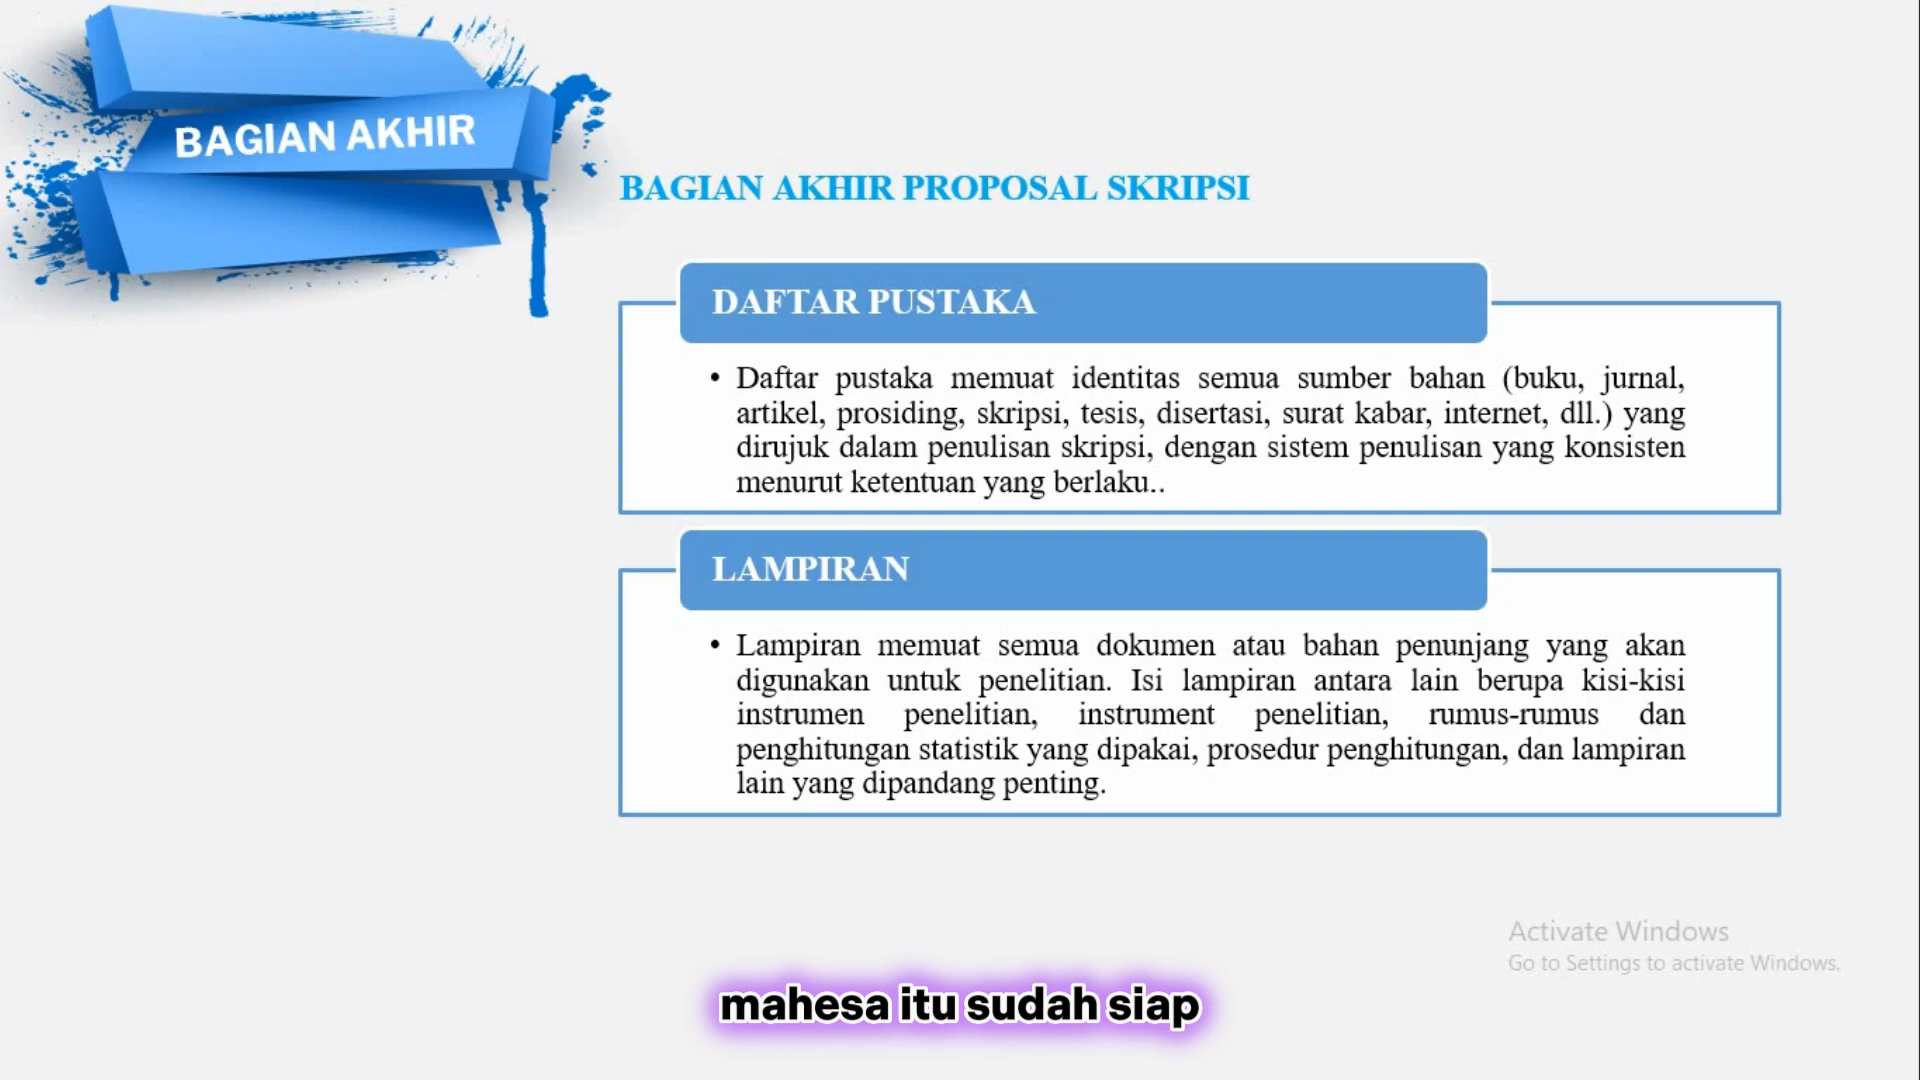 BAGIAN AKHIR
BAGIAN AKHIR PROPOSAL SKRIPSI
DAFTAR PUSTAKA
• Daftar pustaka memuat identitas semua sumber bahan (buku, jurnal,
artikel, prosiding, skripsi, tesis, disertasi, surat kabar, internet, dll.) yang
dirujuk dalam penulisan skripsi, dengan sistem penulisan yang konsisten
menurut ketentuan yang berlaku..
LAMPIRAN
• Lampiran memuat semua dokumen atau bahan penunjang yang akan
digunakan untuk penelitian. Isi lampiran antara lain berupa kisi-kisi
instrumen penelitian, instrument penelitian, rumus-rumus dan
penghitungan statistik yang dipakai, prosedur penghitungan, dan lampiran
lain yang dipandang penting.
Activate Windows
Go to Settings to activate Windows.
mahesa itu sudah siap